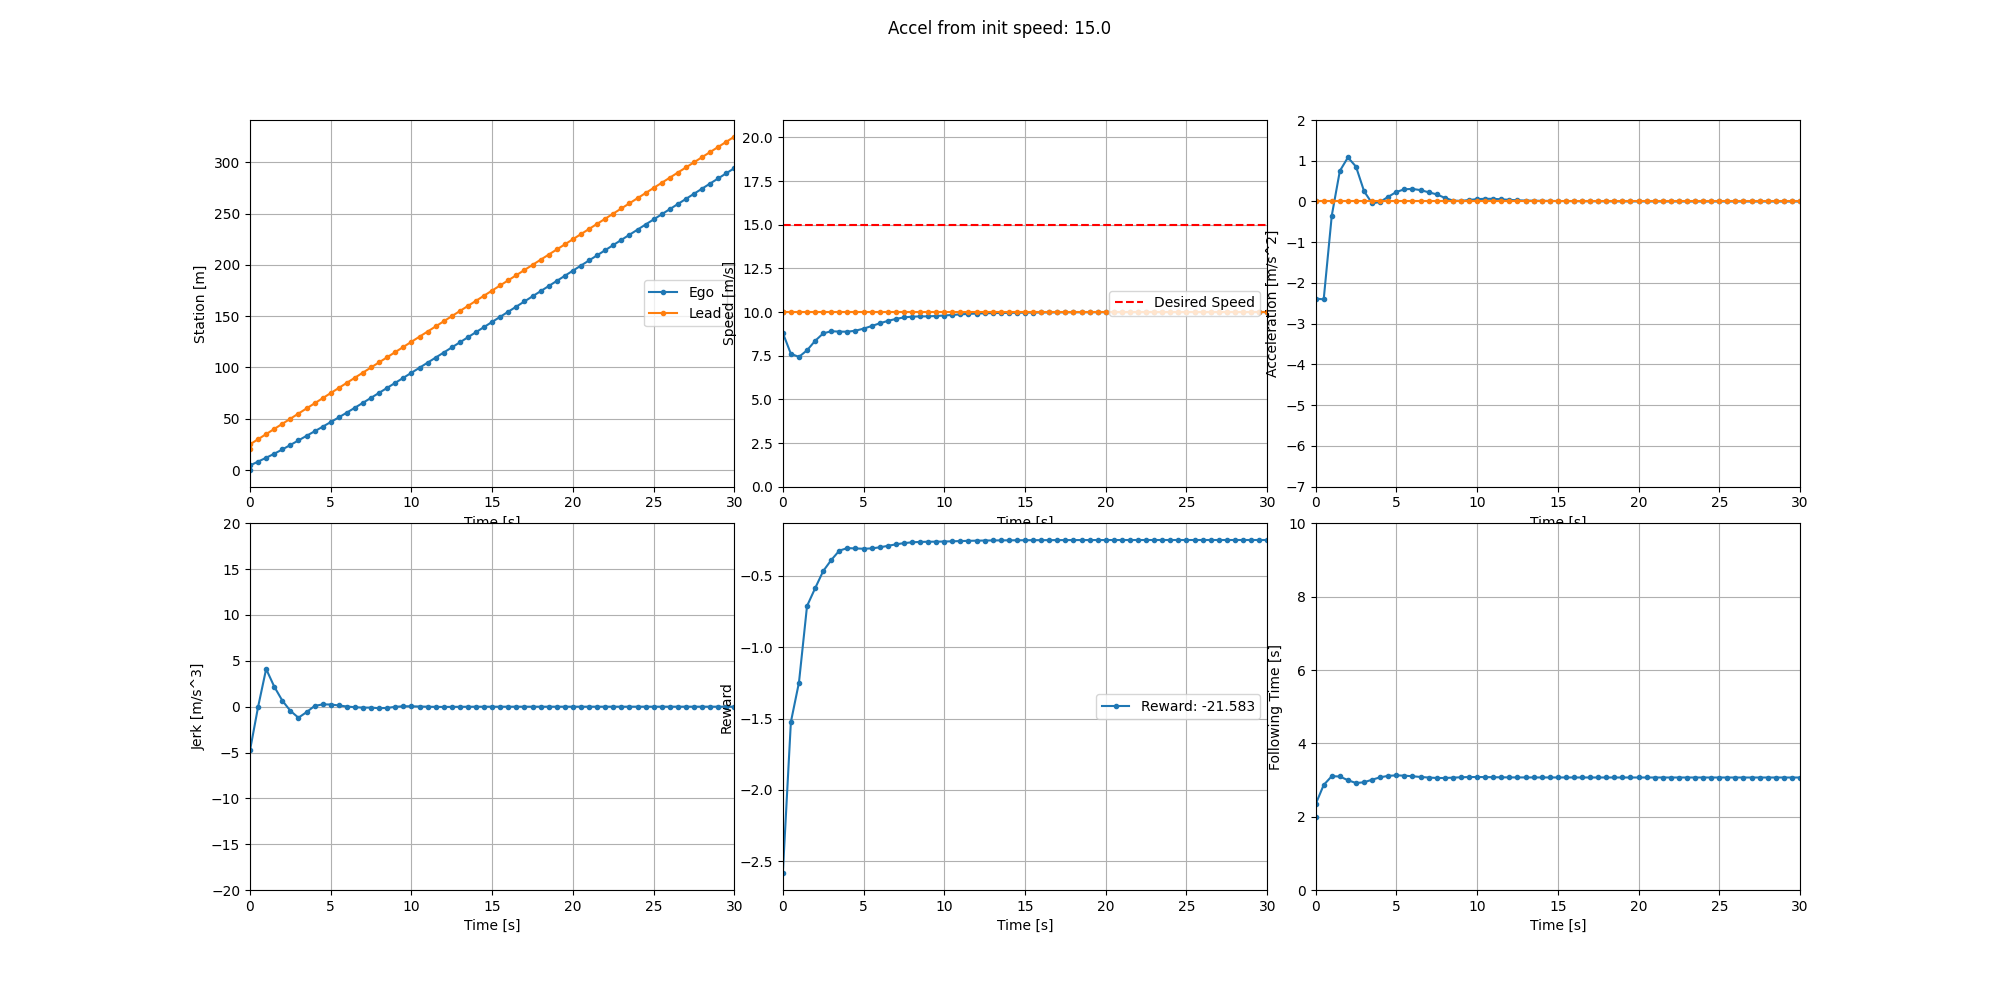 Accel from init speed: 15.0
Station [m]
300
250
200
150
100
50
0
Ego
Lead
0 5 10 15 20 25 30
Time [s]
Speed [m/s]
20.0
17.5
15.0
12.5
10.0
7.5
5.0
2.5
0.0
Desired Speed
0 5 10 15 20 25 30
Time [s]
Acceleration [m/s^2]
2
1
0
−1
−2
−3
−4
−5
−6
−7
0 5 10 15 20 25 30
Time [s]
Jerk [m/s^3]
20
15
10
5
0
−5
−10
−15
−20
0 5 10 15 20 25 30
Time [s]
Reward
−0.5
−1.0
−1.5
−2.0
−2.5
Reward: -21.583
0 5 10 15 20 25 30
Time [s]
Following Time [s]
10
8
6
4
2
0
0 5 10 15 20 25 30
Time [s]